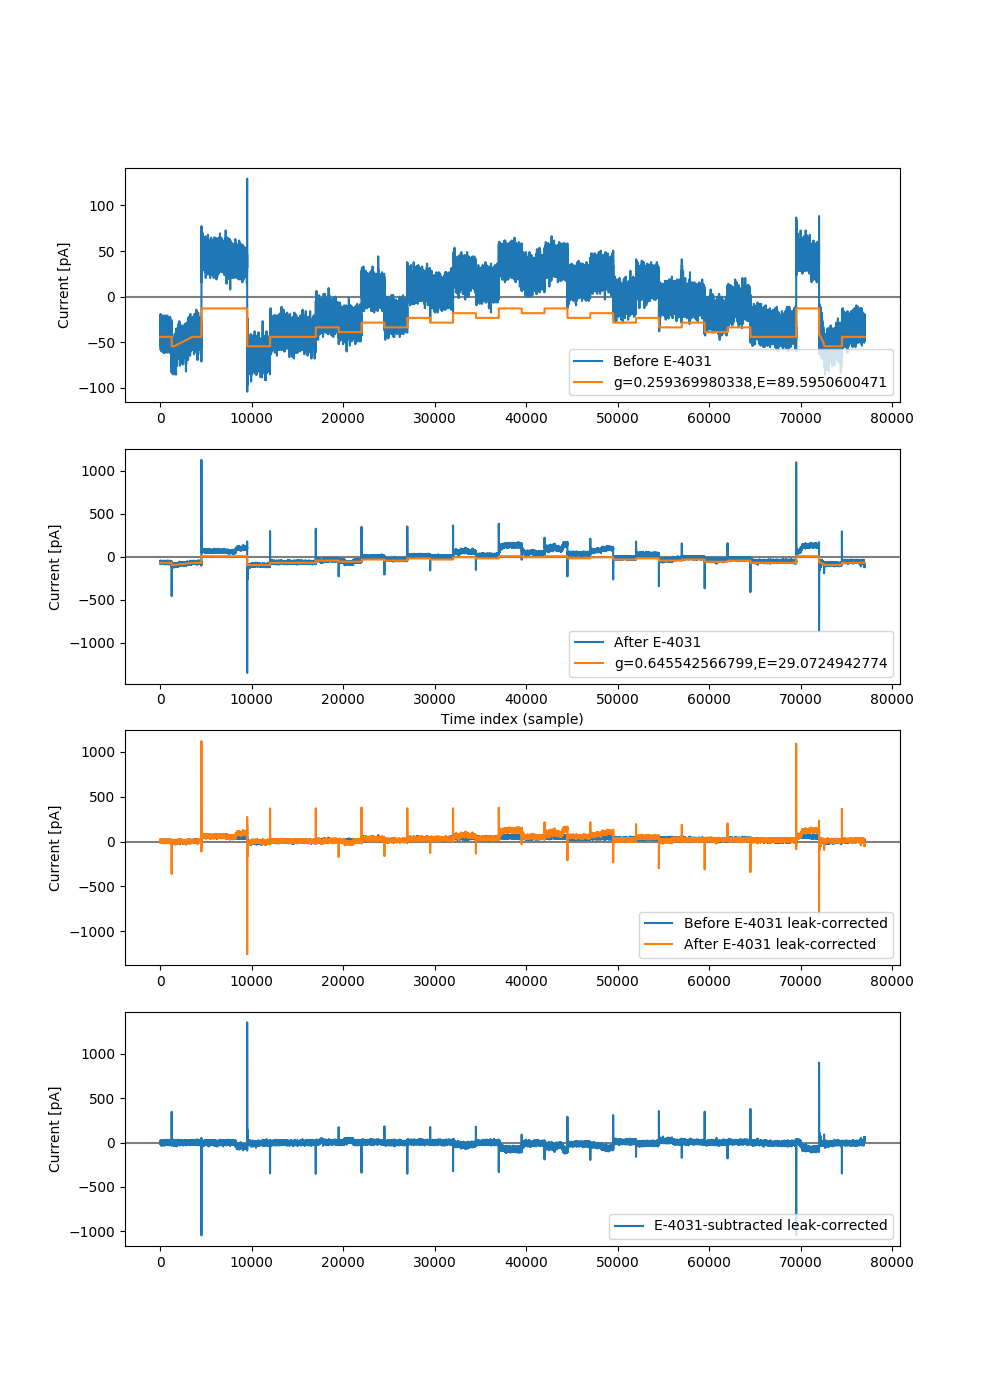 Current [pA]
100
50
0
−50
−100
Before E-4031
g=0.259369980338,E=89.5950600471
0 10000 20000 30000 40000 50000 60000 70000 80000
Current [pA]
1000
500
0
−500
−1000
After E-4031
g=0.645542566799,E=29.0724942774
0 10000 20000 30000 40000 50000 60000 70000 80000
Time index (sample)
Current [pA]
1000
500
0
−500
−1000
Before E-4031 leak-corrected
After E-4031 leak-corrected
0 10000 20000 30000 40000 50000 60000 70000 80000
Current [pA]
1000
500
0
−500
−1000
E-4031-subtracted leak-corrected
0 10000 20000 30000 40000 50000 60000 70000 80000